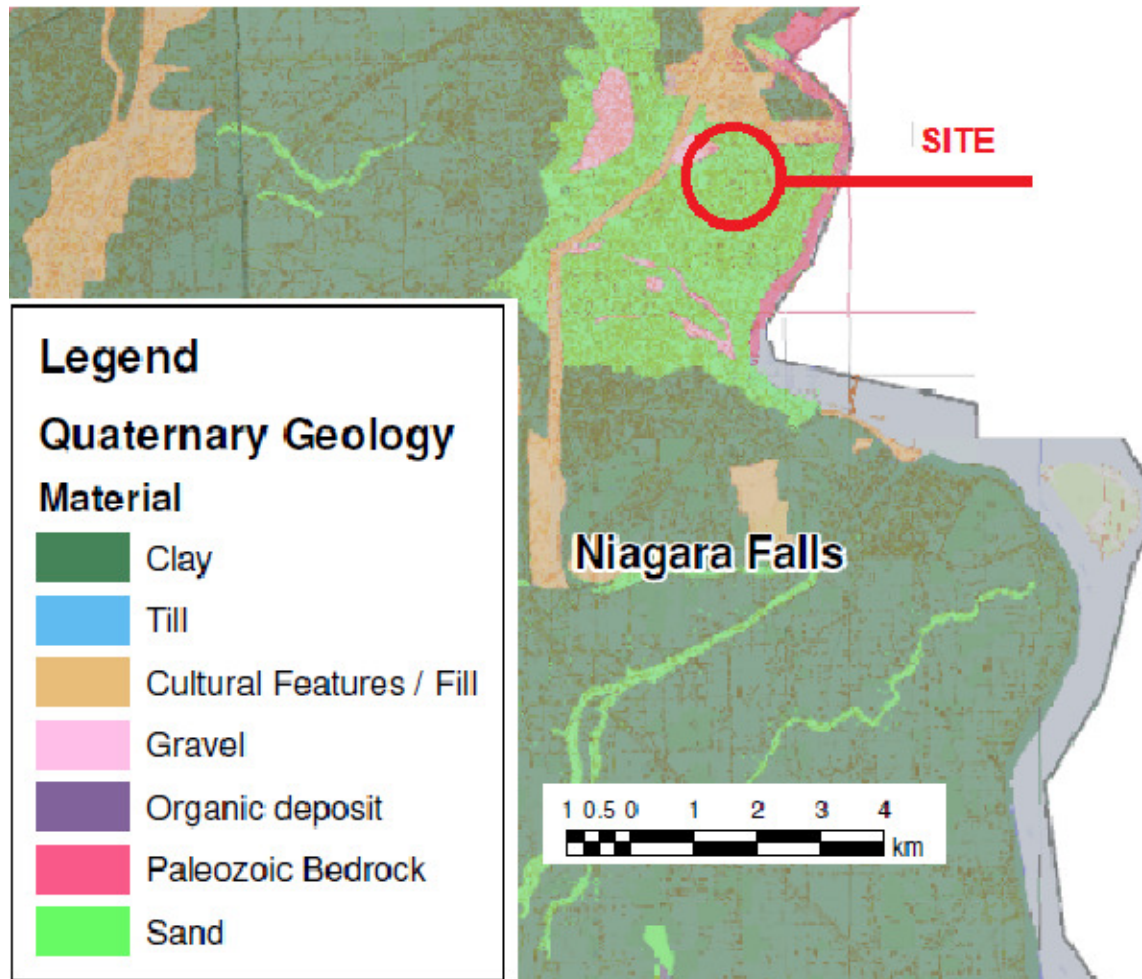 SITE
Legend
Quaternary Geology
Material
Clay
Till
Cultural Features / Fill
Gravel
Organic deposit
Paleozoic Bedrock
Sand
Niagara Falls
1 0.5 0 1 2 3 4
km